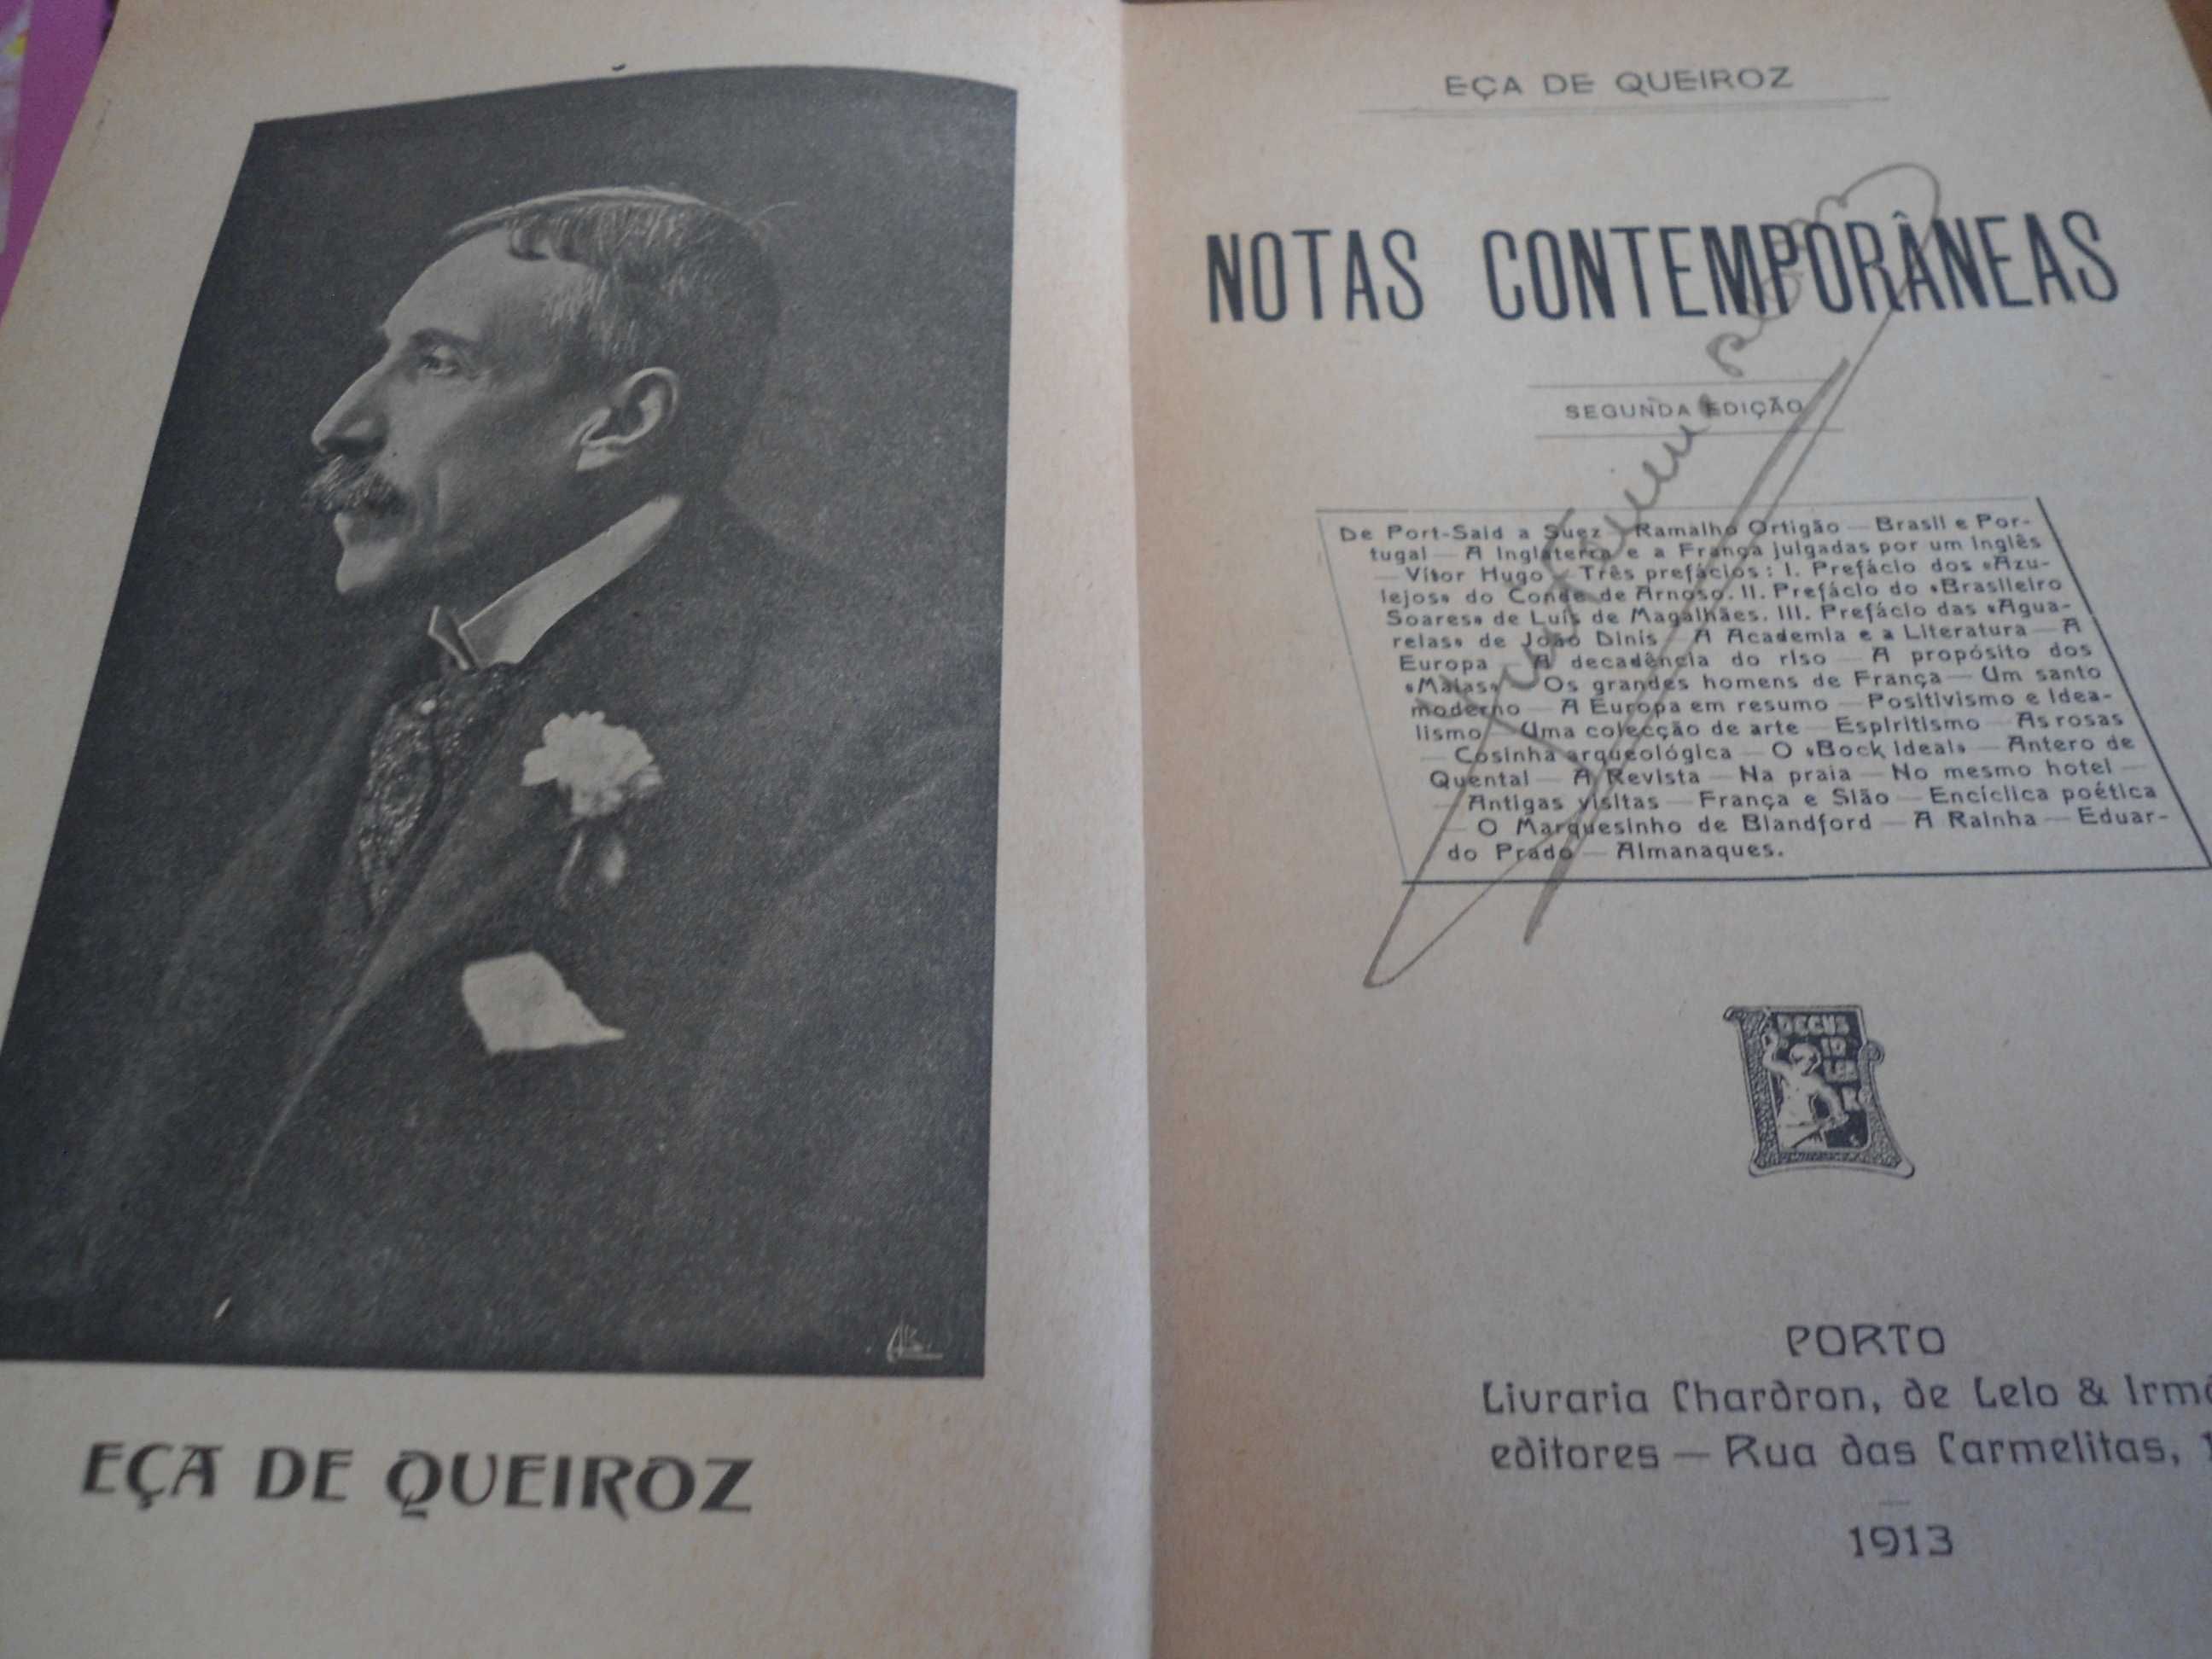 EÇA DE QUEIROZ
EÇA DE QUEIROZ
NOTAS CONTEMPORÂNEAS
SEGUNDA EDIÇÃO
De Port-Said a Suez — Ramalho Ortigão — Brasil e Por-
tugal — A Inglaterra e a França julgadas por um Inglês
— Vítor Hugo — Três prefácios: I. Prefácio dos «Azu-
lejos» do Conde de Arnoso. II. Prefácio do «Brasileiro
Soares» de Luís de Magalhães. III. Prefácio das «Agua-
relas» de João Dinis — A Academia e a Literatura — A
Europa — A decadência do riso — A propósito dos
«Maias» — Os grandes homens de França — Um santo
moderno — A Europa em resumo — Positivismo e Idea-
lismo — Uma colecção de arte — Espiritismo — As rosas
— Cosinha arqueológica — O «Bock ideal» — Antero de
Quental — A Revista — Na praia — No mesmo hotel —
Antigas visitas — França e Sião — Encíclica poética
— O Marquesinho de Blandford — A Rainha — Eduar-
do Prado — Almanaques.
DECUS
IN
LAB
PORTO
Livraria Chardron, de Lelo & Irmã
editores — Rua das Carmelitas, 1
1913